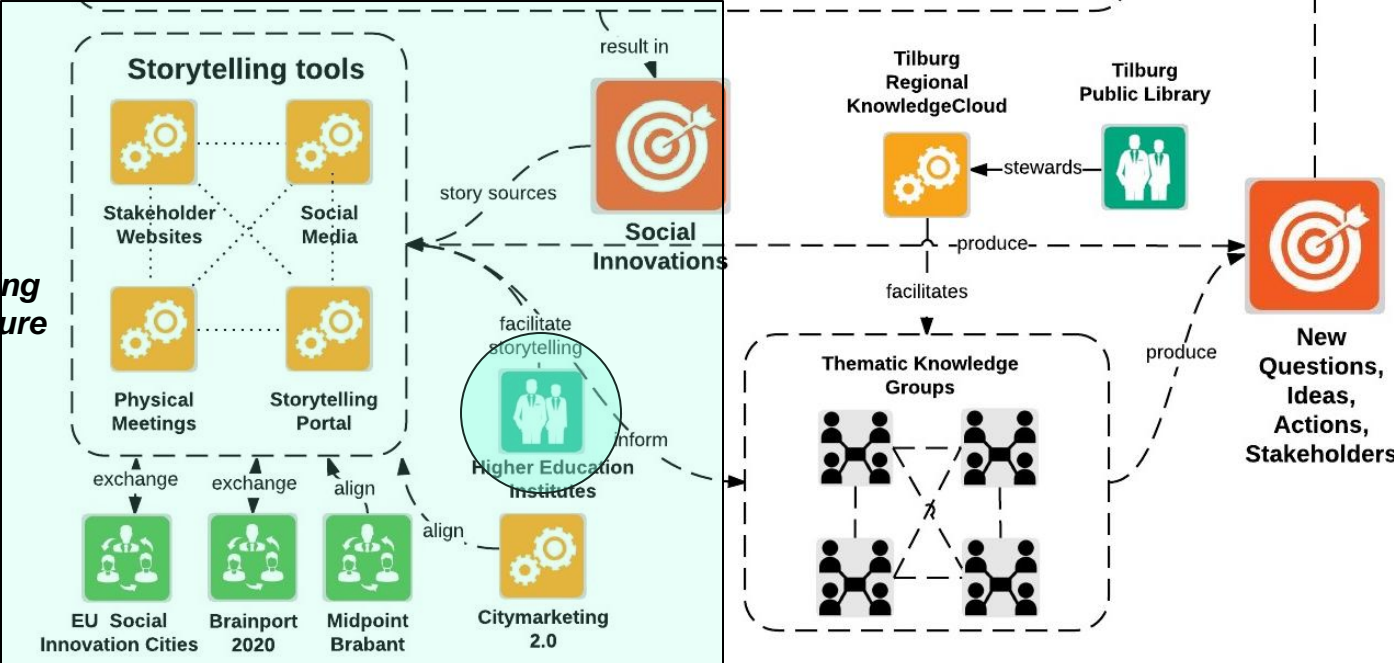 result in
Storytelling tools
Stakeholder
Websites
Social
Media
Physical
Meetings
Storytelling
Portal
story sources
Social
Innovations
ng
ure
facilitate
storytelling
Higher Education
Institutes
inform
exchange
exchange
align
align
EU Social
Innovation Cities
Brainport
2020
Midpoint
Brabant
Citymarketing
2.0
Tilburg
Regional
KnowledgeCloud
Tilburg
Public Library
stewards
produce
facilitates
Thematic Knowledge
Groups
produce
New
Questions,
Ideas,
Actions,
Stakeholders